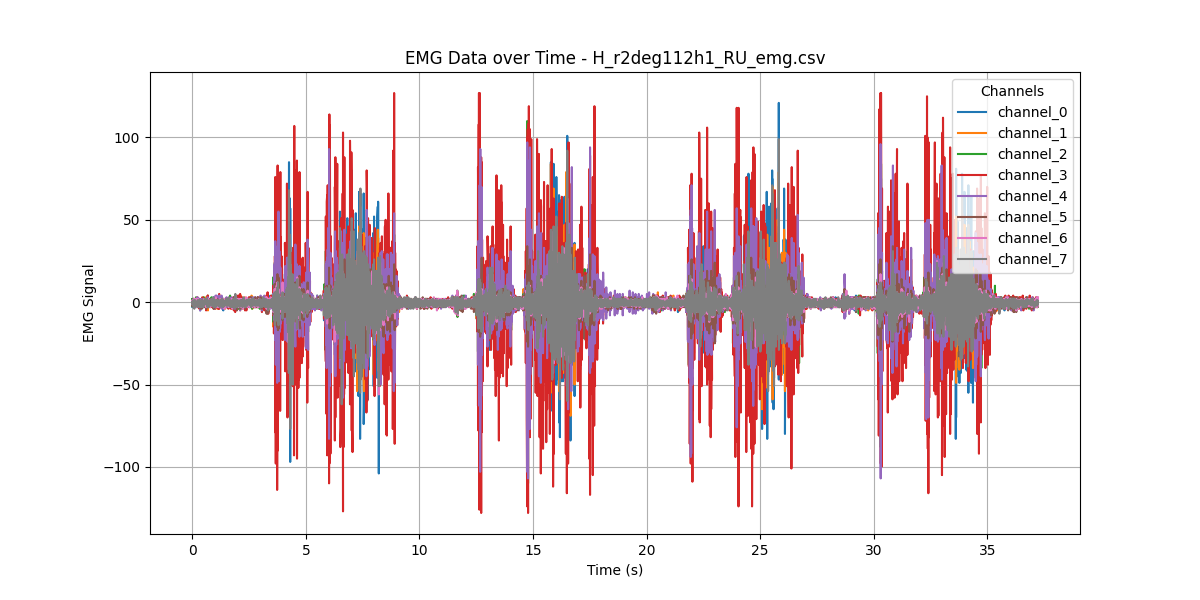 EMG Data over Time - H_r2deg112h1_RU_emg.csv
Channels
channel_0
channel_1
channel_2
channel_3
channel_4
channel_5
channel_6
channel_7
EMG Signal
100
50
0
−50
−100
0 5 10 15 20 25 30 35
Time (s)